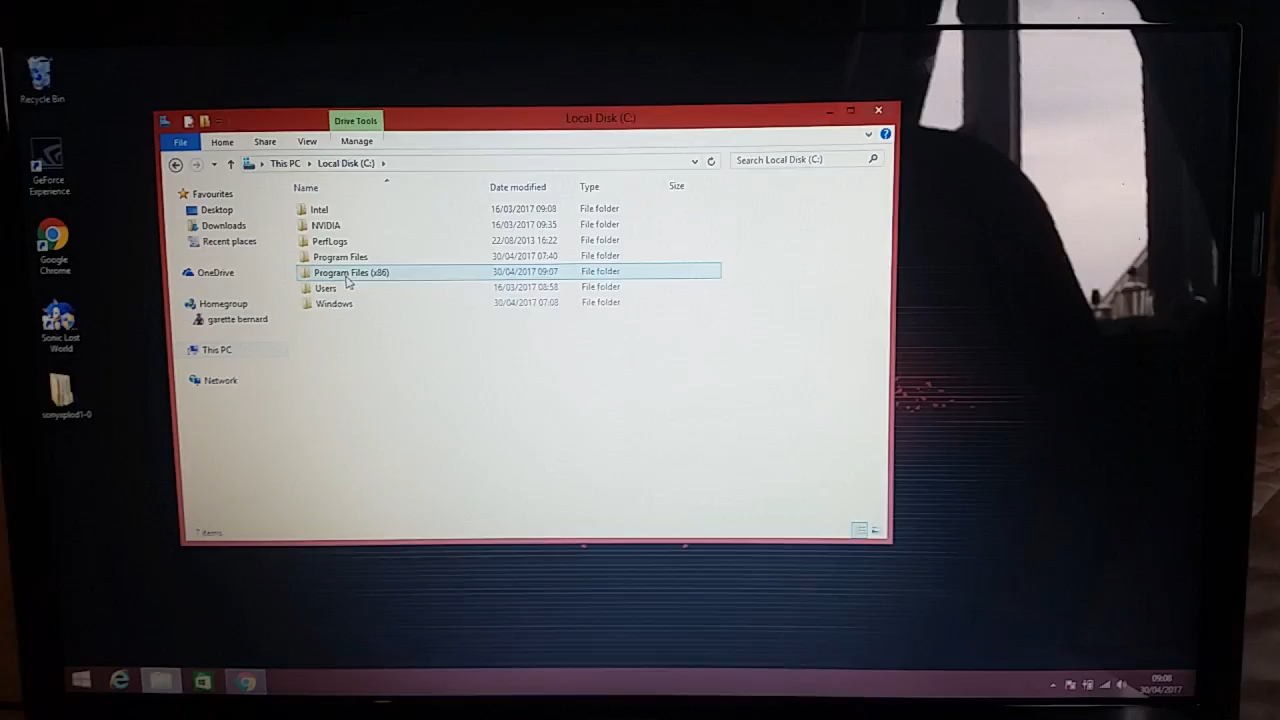 Recycle Bin
GeForce
Experience
Google
Chrome
Sonic Lost
World
sonyxplod1-0
Drive Tools
Local Disk (C:)
File Home Share View Manage
This PC Local Disk (C:)
Search Local Disk (C:)
Favourites
Desktop
Downloads
Recent places
OneDrive
Homegroup
garette bernard
This PC
Network
Name Date modified Type Size
Intel 16/03/2017 09:08 File folder
NVIDIA 16/03/2017 09:35 File folder
PerfLogs 22/08/2013 16:22 File folder
Program Files 30/04/2017 07:40 File folder
Program Files (x86) 30/04/2017 09:07 File folder
Users 16/03/2017 08:58 File folder
Windows 30/04/2017 07:08 File folder
7 items
09:08
30/04/2017